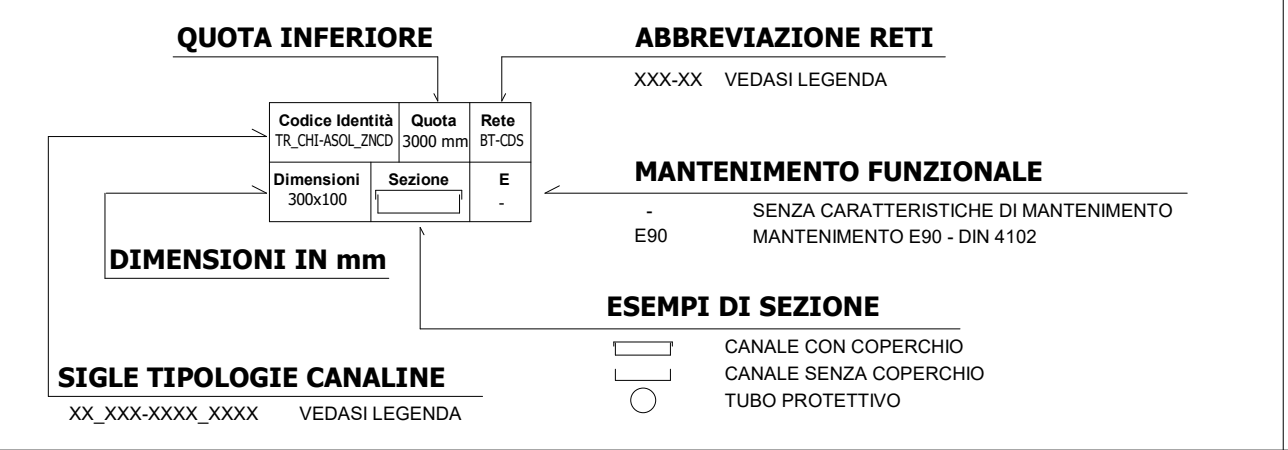 QUOTA INFERIORE
ABBREVIAZIONE RETI
XXX-XX VEDASI LEGENDA
Codice Identità Quota Rete
TR_CHI-ASOL_ZNCD 3000 mm BT-CDS
Dimensioni Sezione E
300x100 -
MANTENIMENTO FUNZIONALE
- SENZA CARATTERISTICHE DI MANTENIMENTO
E90 MANTENIMENTO E90 - DIN 4102
DIMENSIONI IN mm
ESEMPI DI SEZIONE
CANALE CON COPERCHIO
CANALE SENZA COPERCHIO
TUBO PROTETTIVO
SIGLE TIPOLOGIE CANALINE
XX_XXX-XXXX_XXXX VEDASI LEGENDA